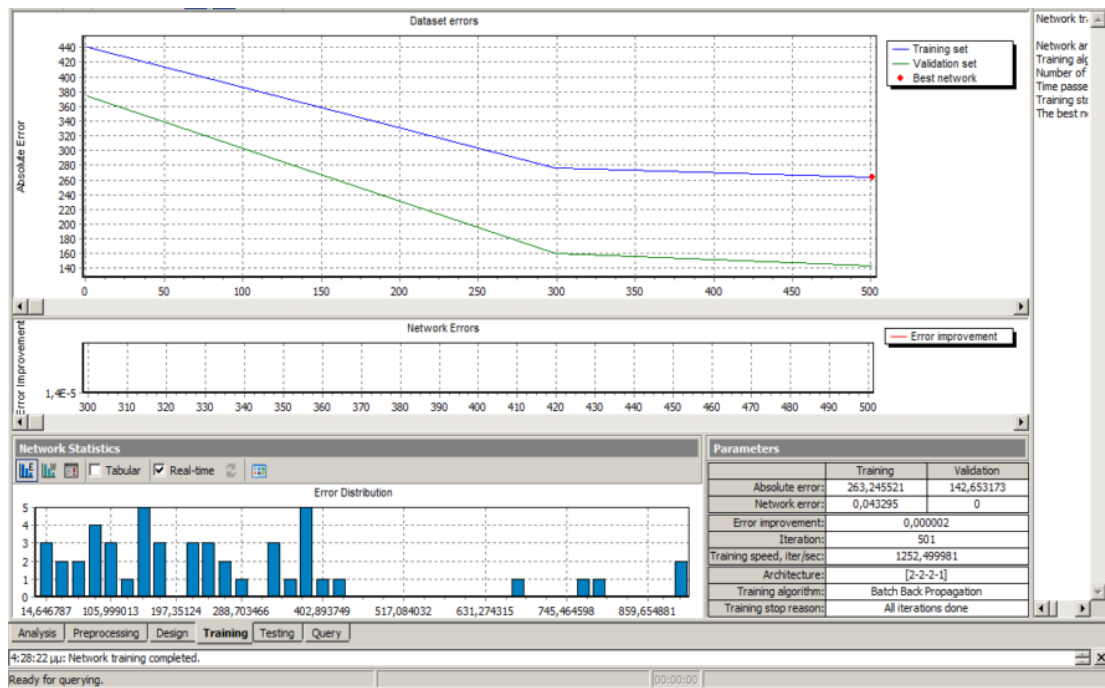 Dataset errors
Network tr
Absolute Error
440
420
400
380
360
340
320
300
280
260
240
220
200
180
160
140
0 50 100 150 200 250 300 350 400 450 500
Training set
Validation set
Best network
Network ar
Training alg
Number of
Time passe
Training sto
The best n
Network Errors
Error Improvement
Error improvement
1,4E-5
300 310 320 330 340 350 360 370 380 390 400 410 420 430 440 450 460 470 480 490 500
Network Statistics
Tabular Real-time
Error Distribution
5
4
3
2
1
0
14,646787 105,999013 197,35124 288,703466 402,893749 517,084032 631,274315 745,464598 859,654881
Parameters
Training Validation
Absolute error: 263,245521 142,653173
Network error: 0,043295 0
Error improvement: 0,000002
Iteration: 501
Training speed, iter/sec: 1252,499981
Architecture: [2-2-2-1]
Training algorithm: Batch Back Propagation
Training stop reason: All iterations done
Analysis Preprocessing Design Training Testing Query
4:28:22 μμ: Network training completed.
Ready for querying.
00:00:00